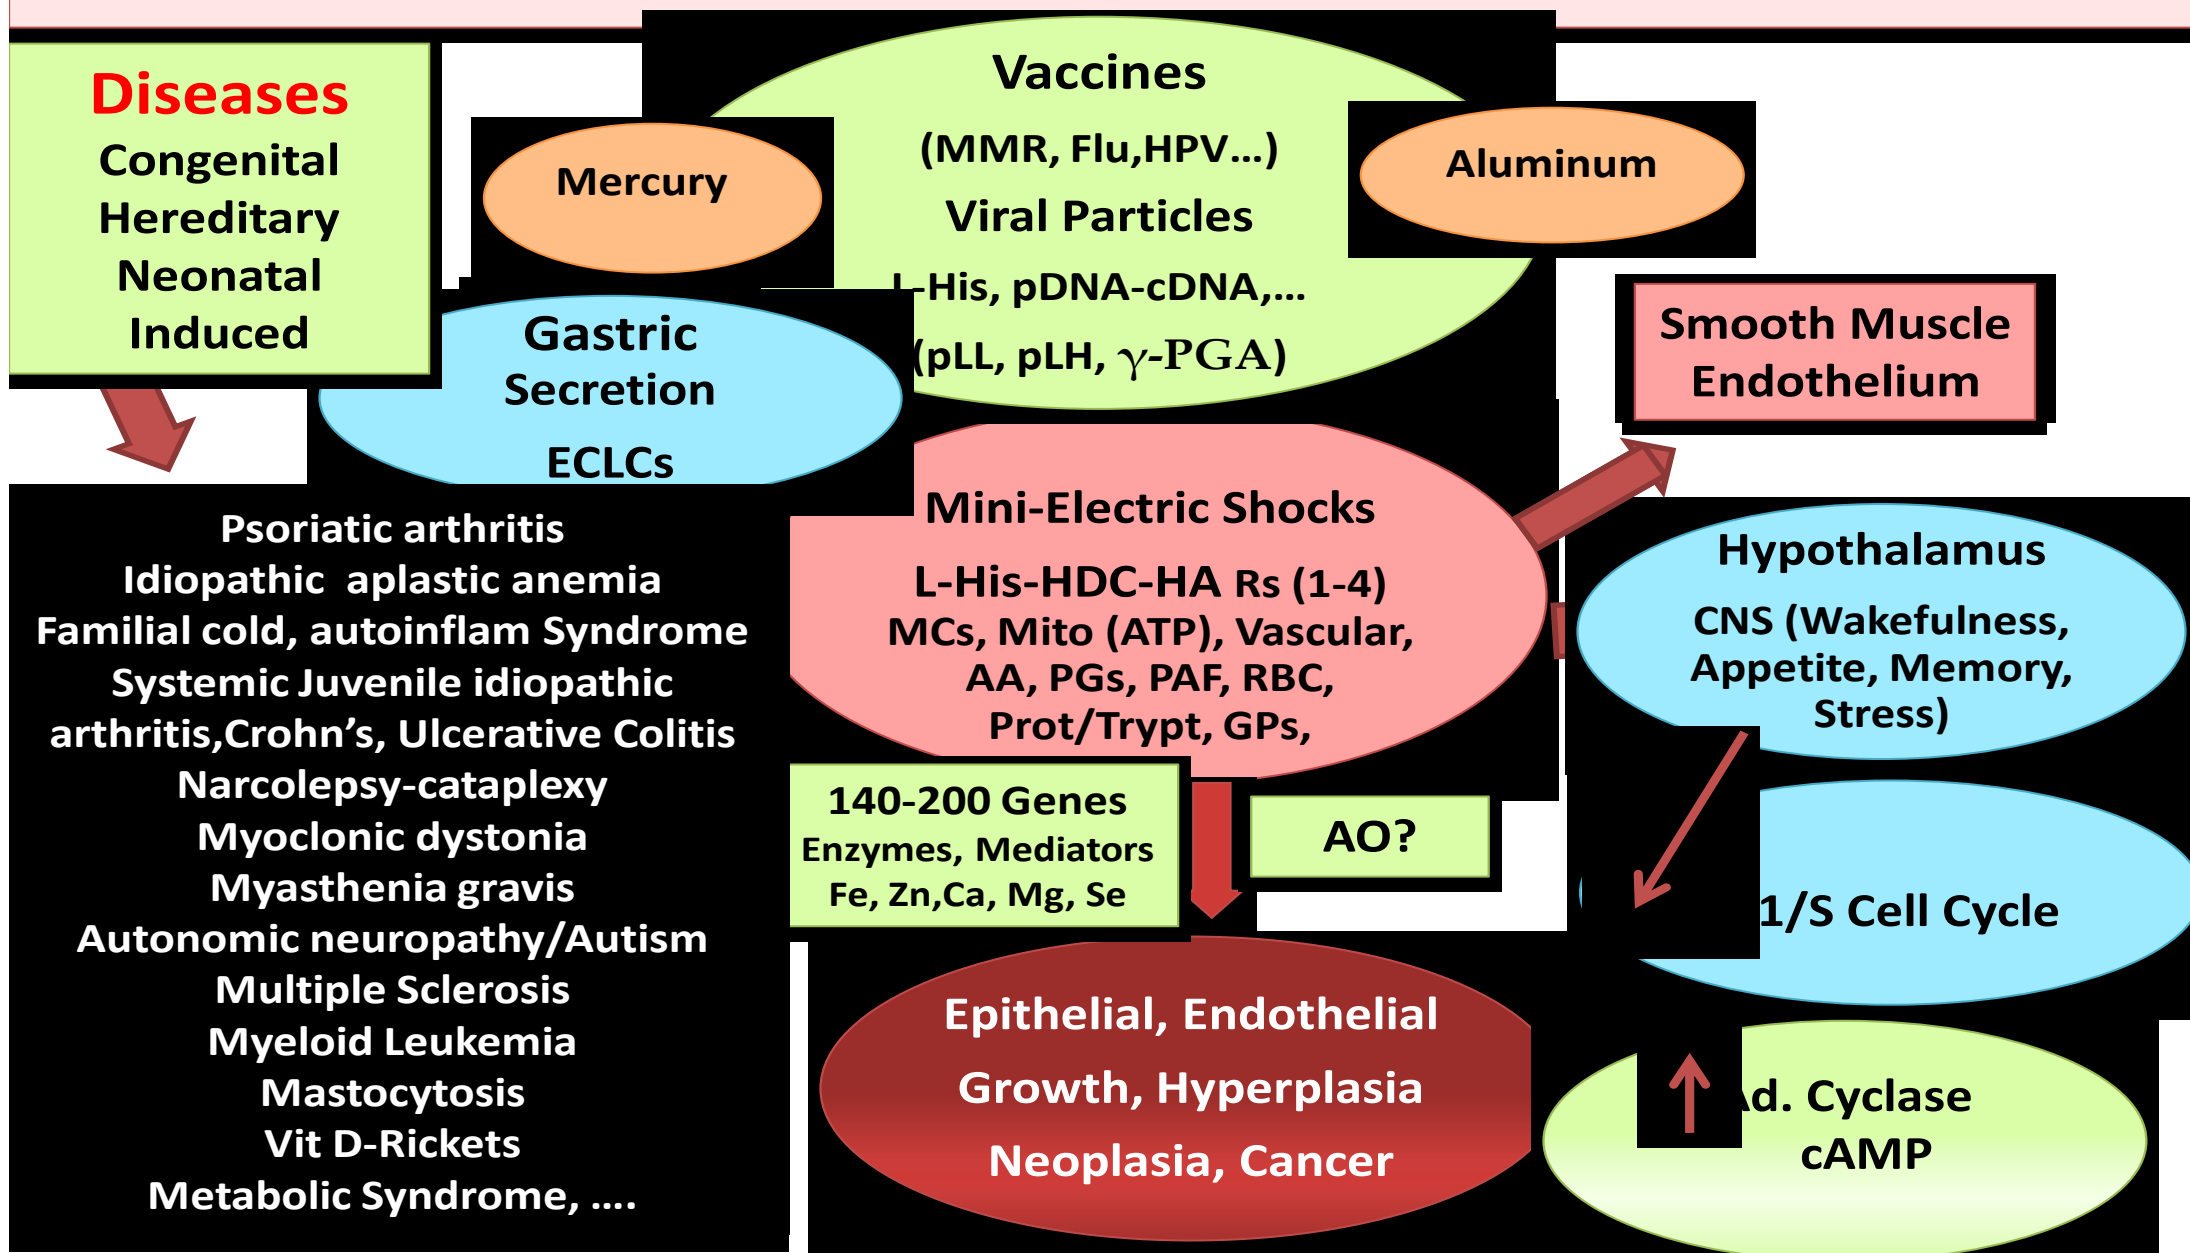 Diseases
Congenital
Hereditary
Neonatal
Induced
Mercury
Vaccines
(MMR, Flu,HPV...)
Viral Particles
L-His, pDNA-cDNA,...
(pLL, pLH, γ-PGA)
Aluminum
Gastric
Secretion
ECLCs
Smooth Muscle
Endothelium
Psoriatic arthritis
Idiopathic  aplastic anemia
Familial cold, autoinflam Syndrome
Systemic Juvenile idiopathic
arthritis,Crohn’s, Ulcerative Colitis
Narcolepsy-cataplexy
Myoclonic dystonia
Myasthenia gravis
Autonomic neuropathy/Autism
Multiple Sclerosis
Myeloid Leukemia
Mastocytosis
Vit D-Rickets
Metabolic Syndrome, ....
Mini-Electric Shocks
L-His-HDC-HA Rs (1-4)
MCs, Mito (ATP), Vascular,
AA, PGs, PAF, RBC,
Prot/Trypt, GPs,
Hypothalamus
CNS (Wakefulness,
Appetite, Memory,
Stress)
140-200 Genes
Enzymes, Mediators
Fe, Zn,Ca, Mg, Se
AO?
1/S Cell Cycle
Epithelial, Endothelial
Growth, Hyperplasia
Neoplasia, Cancer
Ad. Cyclase
cAMP